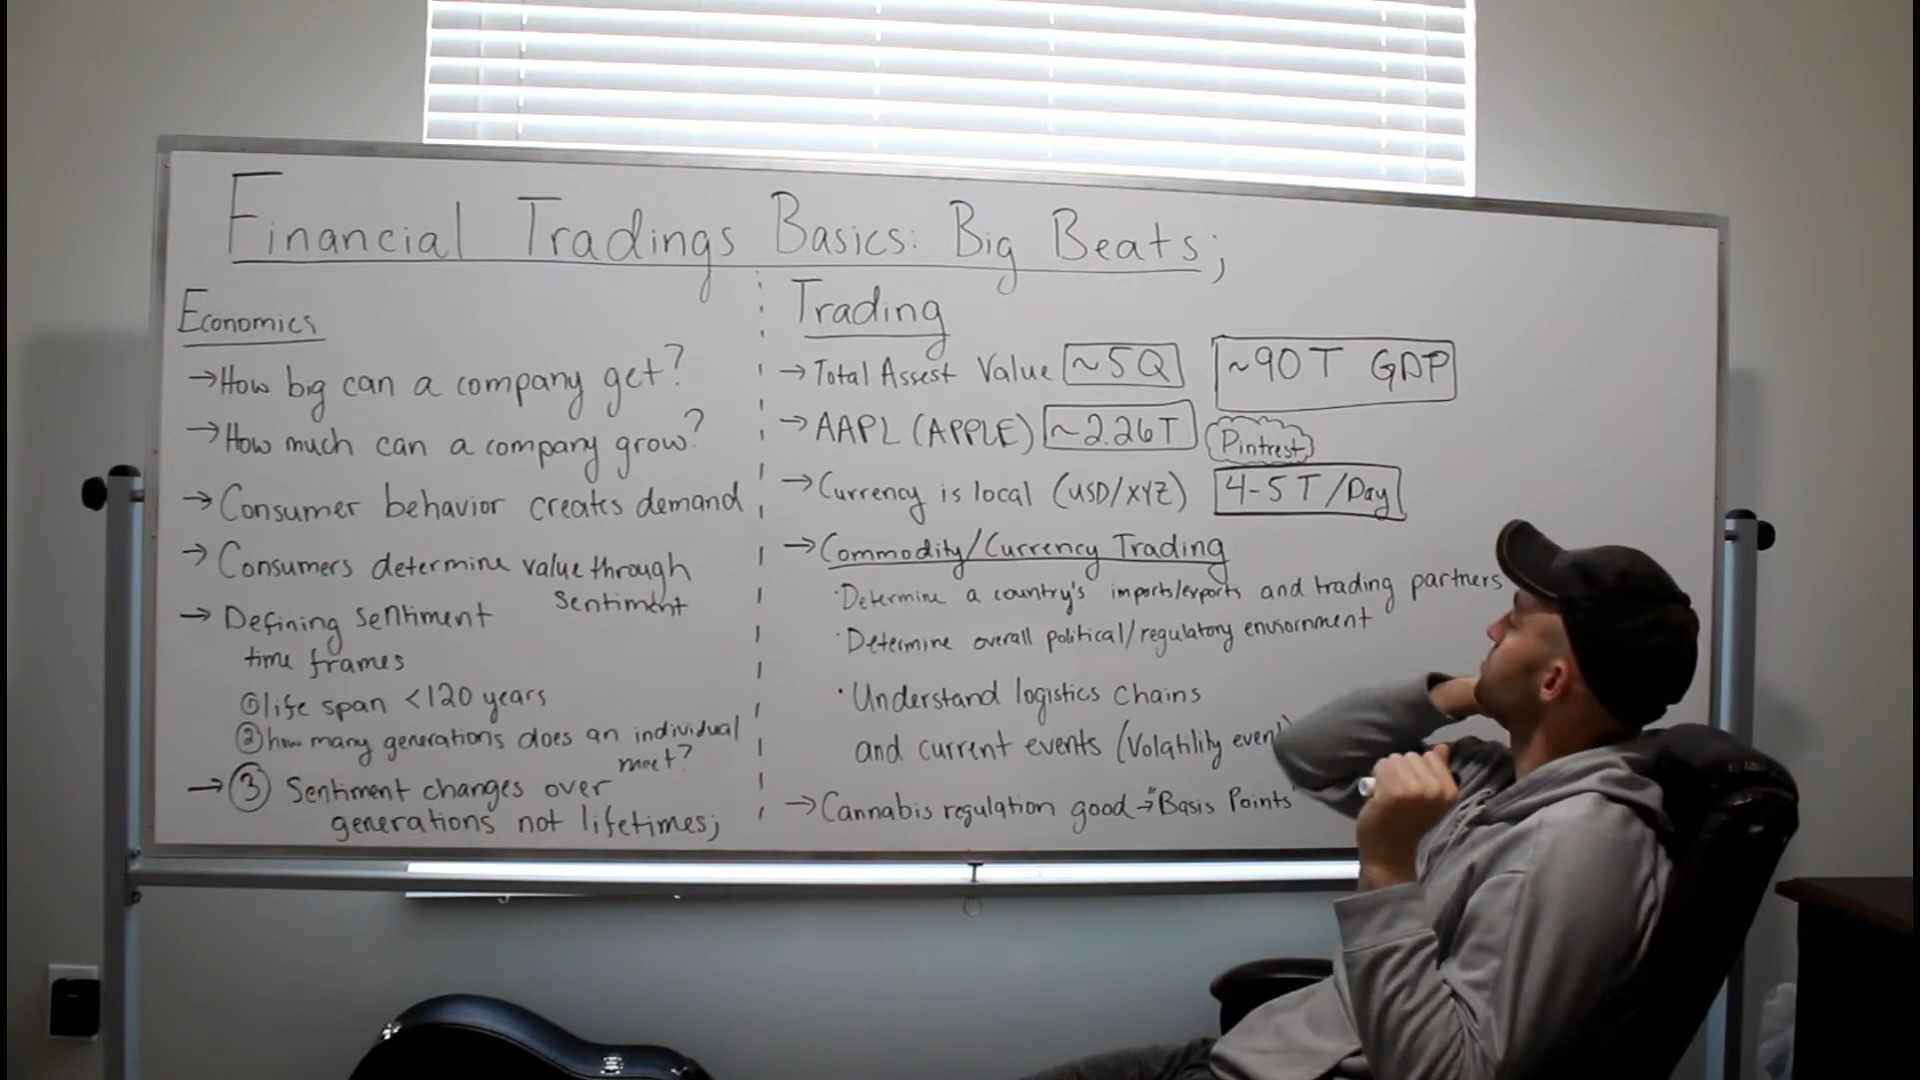 Financial Tradings Basics: Big Beats;
Economics
→How big can a company get?
→How much can a company grow?
→ Consumer behavior creates demand
→ Consumers determine value through
sentiment
→ Defining sentiment
time frames
① life span <120 years
② how many generations does an individual
meet?
→ ③ Sentiment changes over
generations not lifetimes;
Trading
→ Total Assest Value ~5Q ~90T GDP
→ AAPL (APPLE) ~2.26T Pintrest
→ Currency is local (USD/XYZ) 4-5T/Day
→ Commodity/Currency Trading
· Determine a country's imports/exports and trading partners
· Determine overall political/regulatory enviornment
· Understand logistics chains
and current events (Volatility event)
→ Cannabis regulation good → "Basis Points"